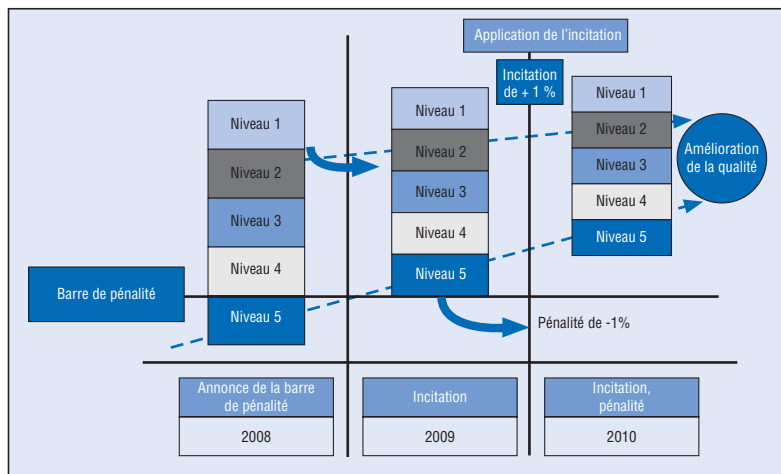 Application de l'incitation
Incitation
de + 1 %
Niveau 1
Niveau 2
Niveau 3
Niveau 4
Niveau 5
Niveau 1
Niveau 2
Niveau 3
Niveau 4
Niveau 5
Niveau 1
Niveau 2
Niveau 3
Niveau 4
Niveau 5
Amélioration
de la qualité
Barre de pénalité
Pénalité de -1%
Annonce de la barre
de pénalité
2008
Incitation
2009
Incitation,
pénalité
2010